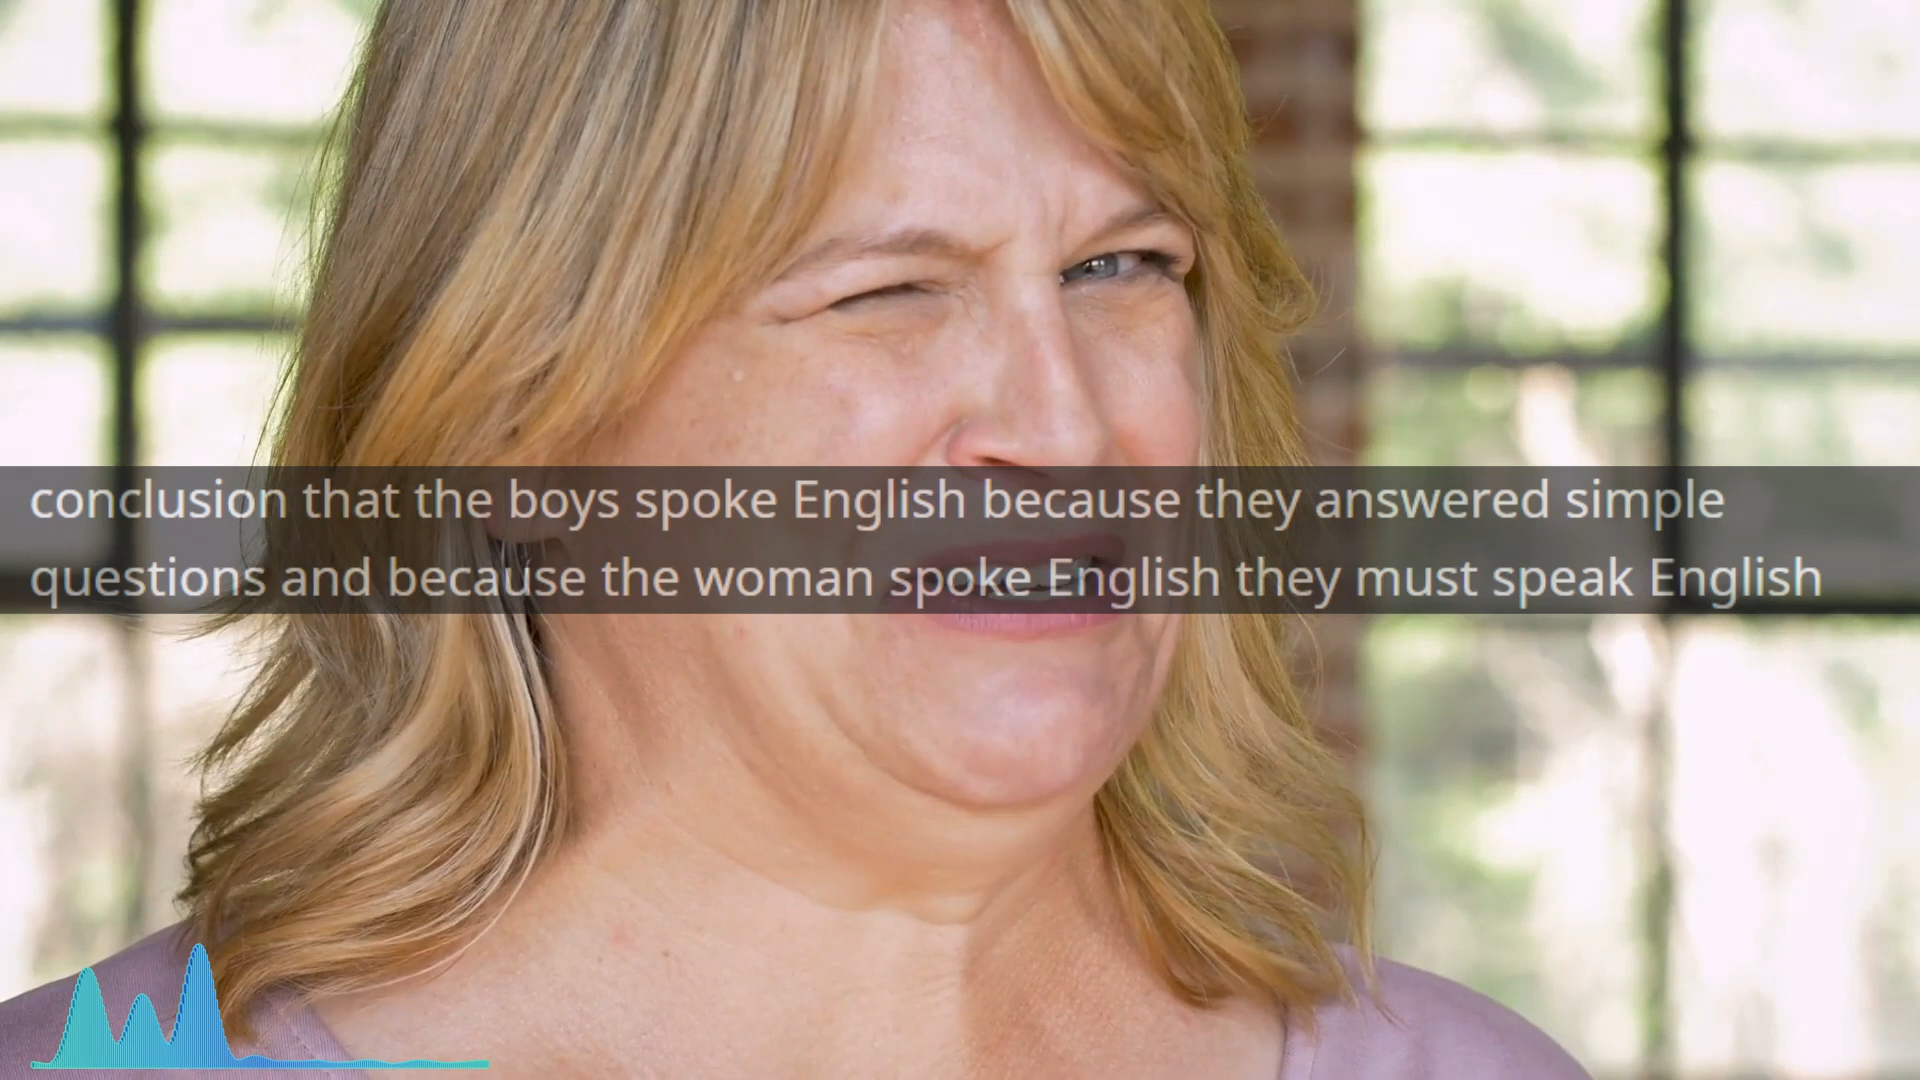 conclusion that the boys spoke English because they answered simple
questions and because the woman spoke English they must speak English